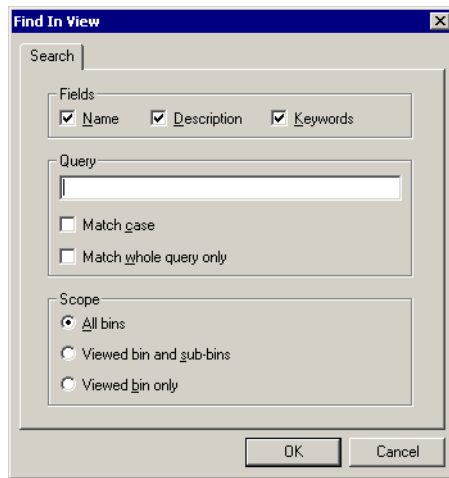 Find In View
Search
Fields
Name Description Keywords
Query
Match case
Match whole query only
Scope
All bins
Viewed bin and sub-bins
Viewed bin only
OK Cancel